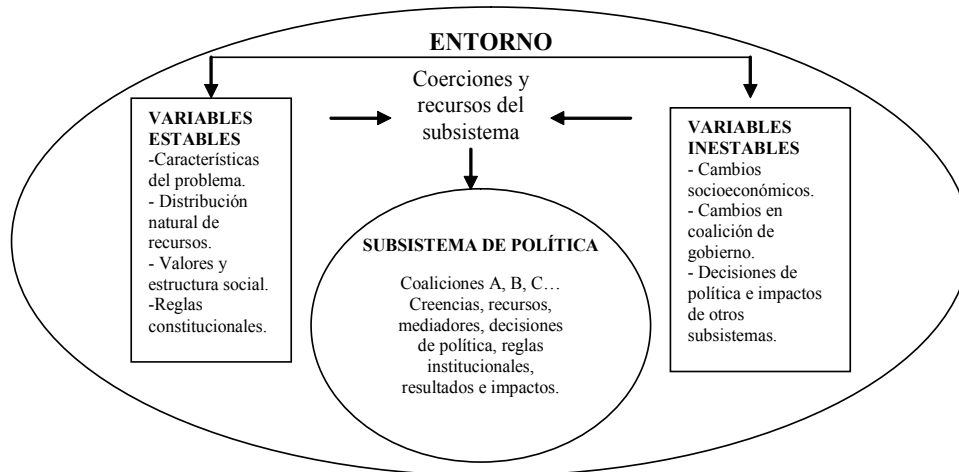 ENTORNO
Coerciones y
recursos del
subsistema
VARIABLES
ESTABLES
-Características
del problema.
- Distribución
natural de
recursos.
- Valores y
estructura social.
-Reglas
constitucionales.
VARIABLES
INESTABLES
- Cambios
socioeconómicos.
- Cambios en
coalición de
gobierno.
- Decisiones de
política e impactos
de otros
subsistemas.
SUBSISTEMA DE POLÍTICA
Coaliciones A, B, C…
Creencias, recursos,
mediadores, decisiones
de política, reglas
institucionales,
resultados e impactos.